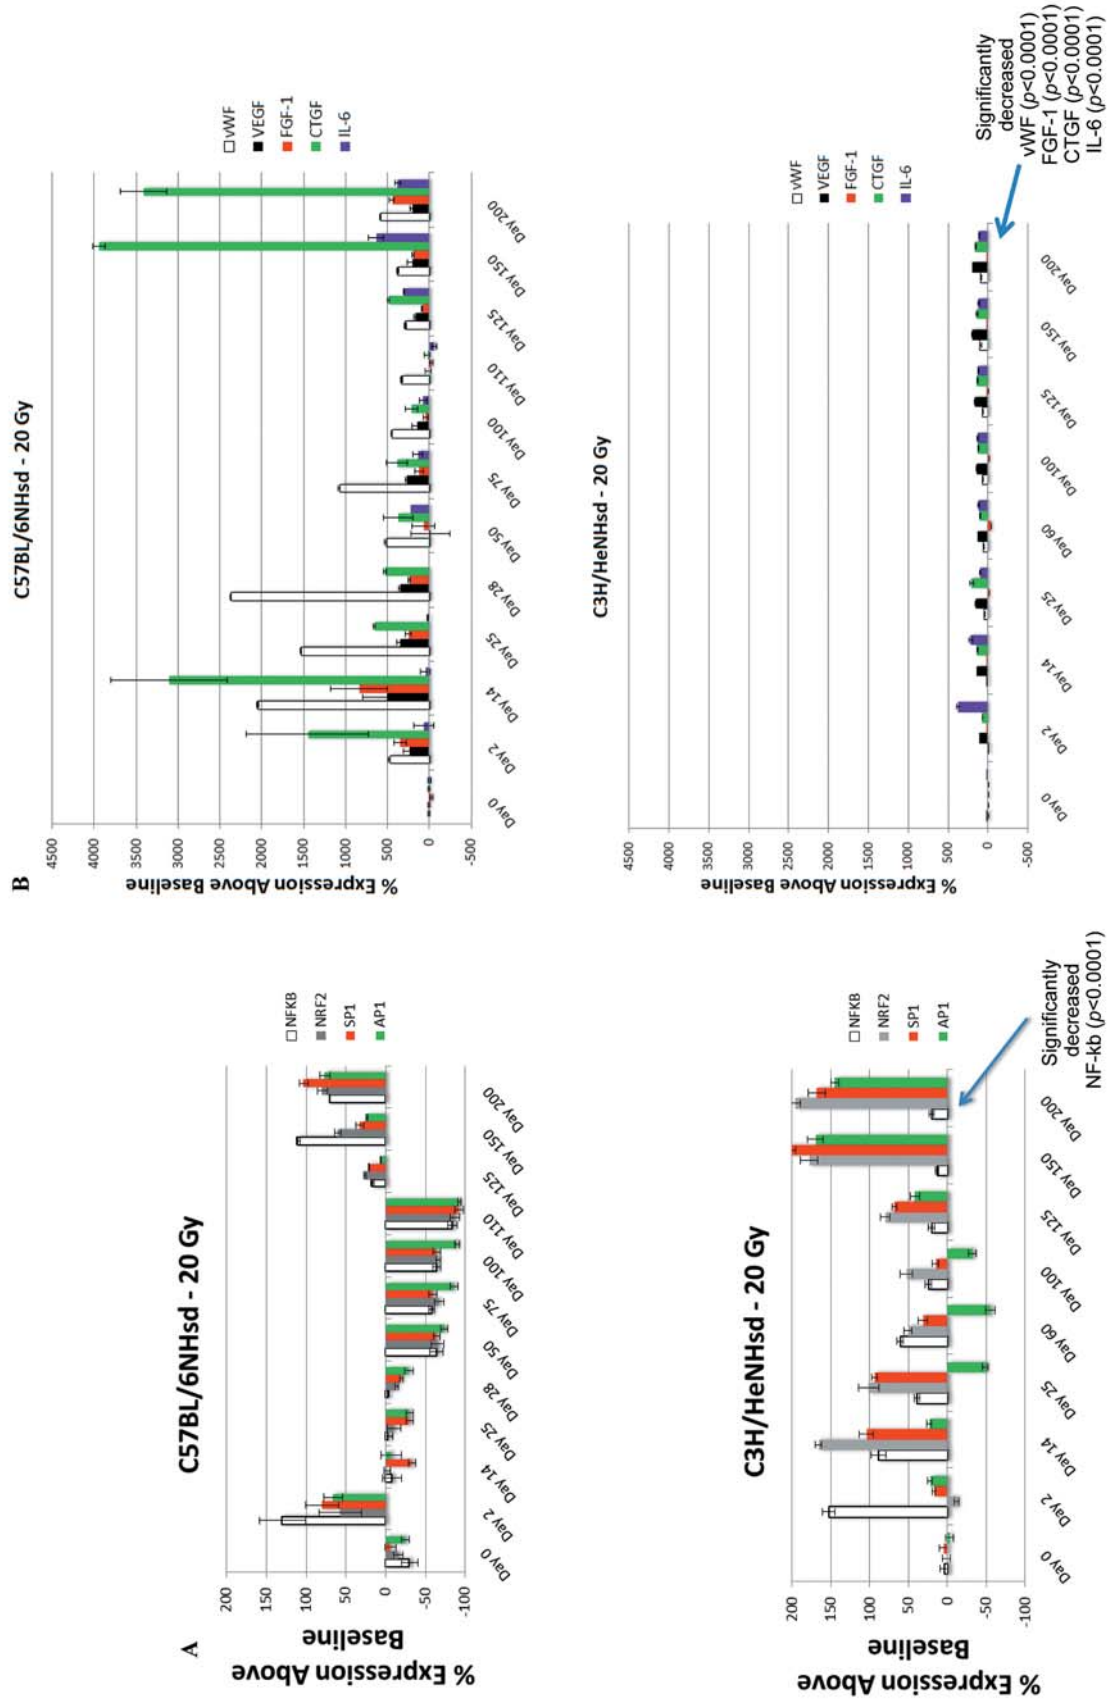 A
C57BL/6NHsd - 20 Gy
% Expression Above
Baseline
200
150
100
50
0
-50
-100
Day 0
Day 2
Day 14
Day 25
Day 28
Day 50
Day 75
Day 100
Day 110
Day 125
Day 150
Day 200
NFKB
NRF2
SP1
AP1
C3H/HeNHsd - 20 Gy
% Expression Above
Baseline
200
150
100
50
0
-50
-100
Day 0
Day 2
Day 14
Day 25
Day 60
Day 100
Day 125
Day 150
Day 200
NFKB
NRF2
SP1
AP1
Significantly
decreased
NF-kb (p<0.0001)
B
C57BL/6NHsd - 20 Gy
% Expression Above Baseline
4500
4000
3500
3000
2500
2000
1500
1000
500
0
-500
Day 0
Day 2
Day 14
Day 25
Day 28
Day 50
Day 75
Day 100
Day 110
Day 125
Day 150
Day 200
vWF
VEGF
FGF-1
CTGF
IL-6
C3H/HeNHsd - 20 Gy
% Expression Above Baseline
4500
4000
3500
3000
2500
2000
1500
1000
500
0
-500
Day 0
Day 2
Day 14
Day 25
Day 60
Day 100
Day 125
Day 150
Day 200
vWF
VEGF
FGF-1
CTGF
IL-6
Significantly
decreased
vWF (p<0.0001)
FGF-1 (p<0.0001)
CTGF (p<0.0001)
IL-6 (p<0.0001)